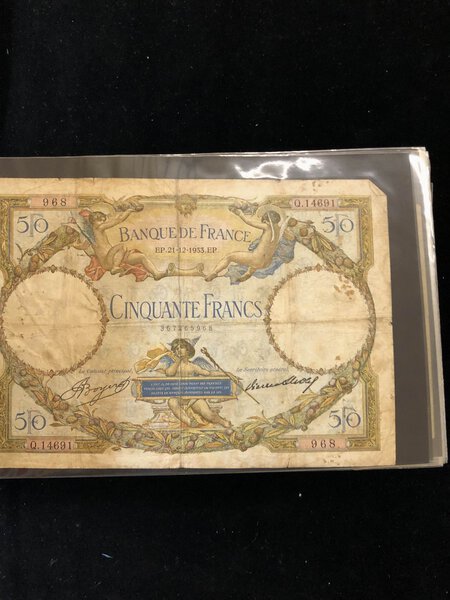 968
Q.14691
50
50
BANQUE DE FRANCE
EP.21-12-1933.EP.
CINQUANTE FRANCS
367265968
Le Caissier principal,
Le Secrétaire général,
50
50
Q.14691
968